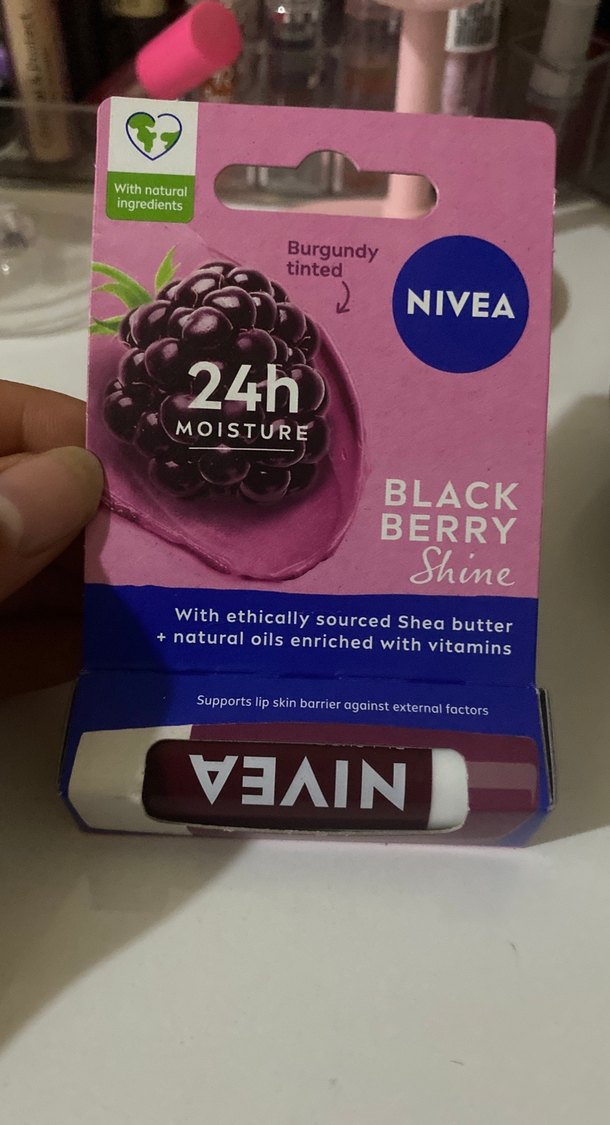 With natural
ingredients
Burgundy
tinted
NIVEA
24h
MOISTURE
BLACK
BERRY
Shine
With ethically sourced Shea butter
+ natural oils enriched with vitamins
Supports lip skin barrier against external factors
NIVEA